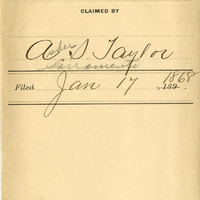 CLAIMED BY
A S. Taylor
Sacramento
Filed Jan 17 1868
189